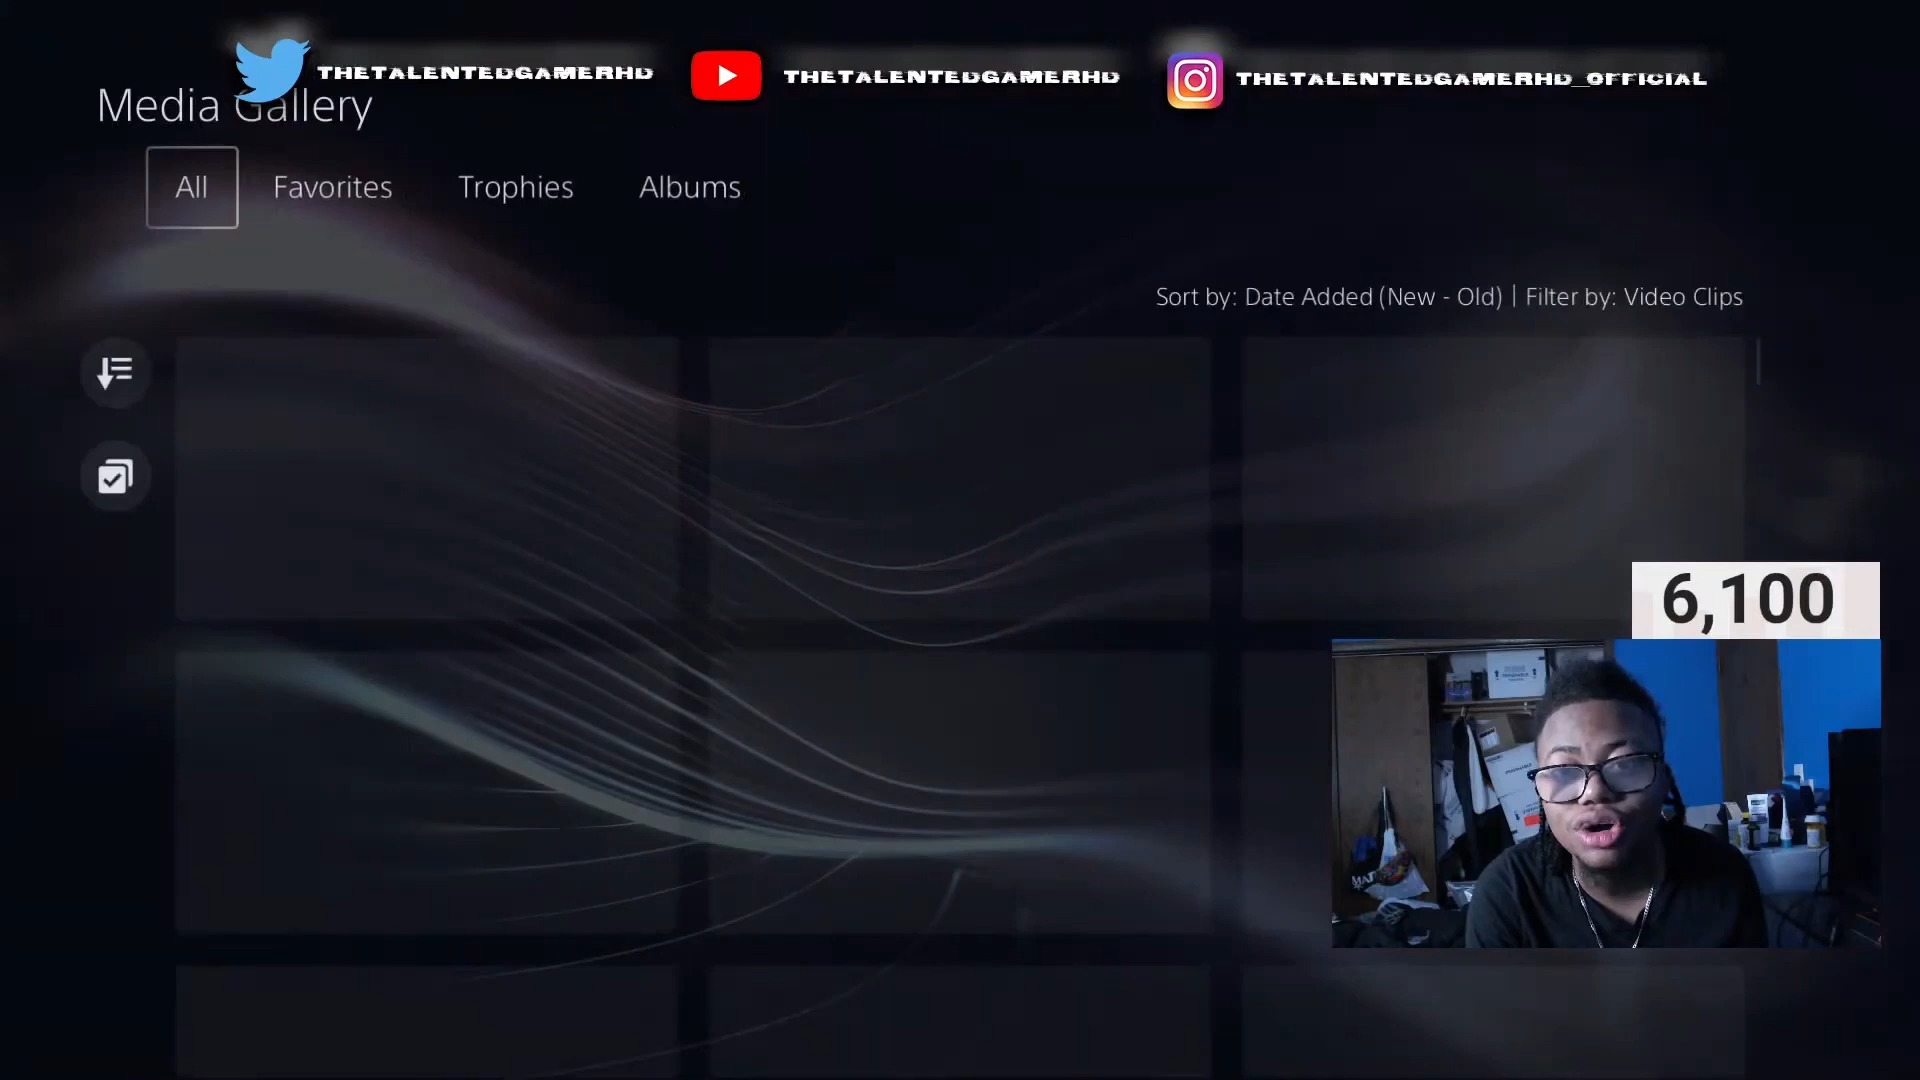 THETALENTEDGAMERHD
THETALENTEDGAMERHD
THETALENTEDGAMERHD_OFFICIAL
Media Gallery
All
Favorites
Trophies
Albums
Sort by: Date Added (New - Old) | Filter by: Video Clips
6,100